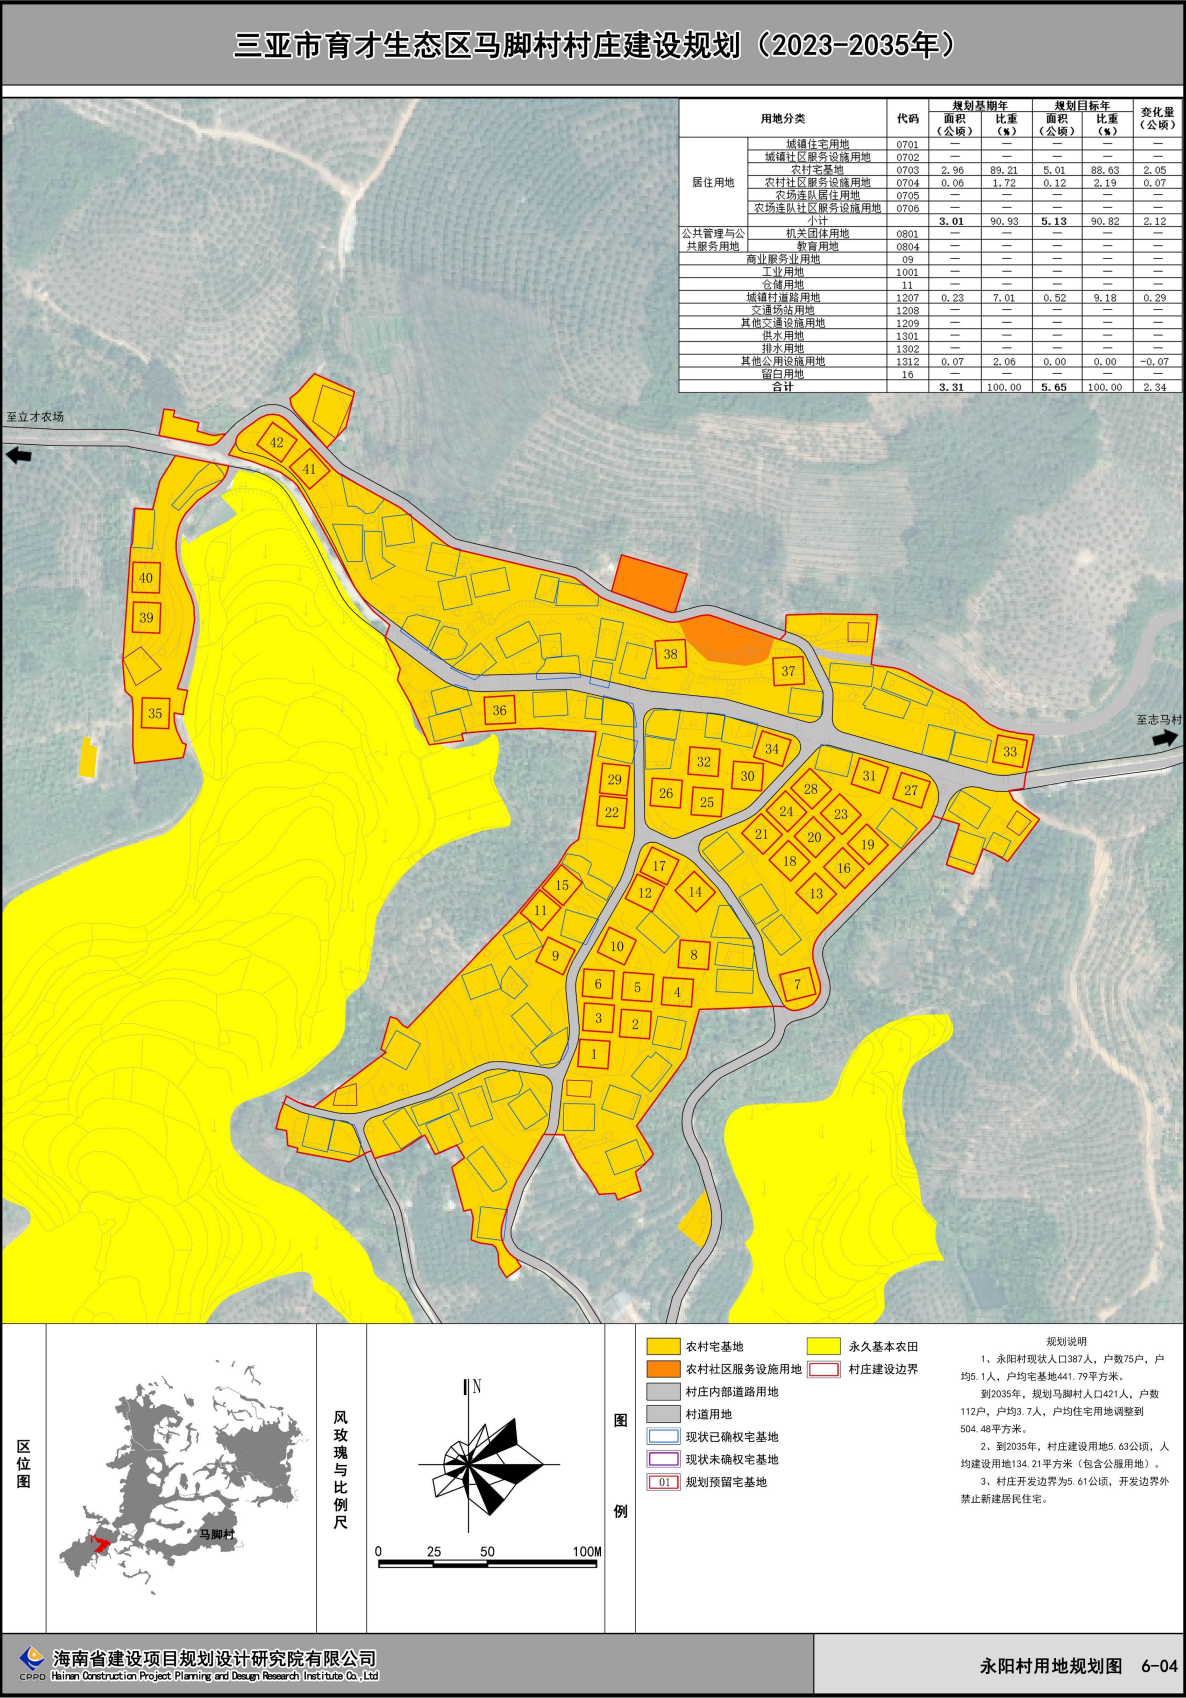 三亚市育才生态区马脚村村庄建设规划（2023-2035年）
用地分类 代码 规划基期年 规划目标年 变化量（公顷）
面积（公顷） 比重（%） 面积（公顷） 比重（%）
居住用地
城镇住宅用地 0701 — — — — —
城镇社区服务设施用地 0702 — — — — —
农村宅基地 0703 2.96 89.21 5.01 88.63 2.05
农村社区服务设施用地 0704 0.06 1.72 0.12 2.19 0.07
农场连队居住用地 0705 — — — — —
农场连队社区服务设施用地 0706 — — — — —
小计 3.01 90.93 5.13 90.82 2.12
公共管理与公共服务用地
机关团体用地 0801 — — — — —
教育用地 0804 — — — — —
商业服务业用地 09 — — — — —
工业用地 1001 — — — — —
仓储用地 11 — — — — —
城镇村道路用地 1207 0.23 7.01 0.52 9.18 0.29
交通场站用地 1208 — — — — —
其他交通设施用地 1209 — — — — —
供水用地 1301 — — — — —
排水用地 1302 — — — — —
其他公用设施用地 1312 0.07 2.06 0.00 0.00 -0.07
留白用地 16 — — — — —
合计 3.31 100.00 5.65 100.00 2.34
至立才农场
42
41
40
39
38
37
35
36
至志马村
34
33
32
30
31
29
28
27
26
25
24
23
22
21
20
19
18
17
16
15
14
13
12
11
10
9
8
7
6
5
4
3
2
1
区位图
马脚村
风玫瑰与比例尺
N
0 25 50 100M
图例
农村宅基地
农村社区服务设施用地
村庄内部道路用地
村道用地
现状已确权宅基地
现状未确权宅基地
01 规划预留宅基地
永久基本农田
村庄建设边界
规划说明
1、永阳村现状人口387人，户数75户，户
均5.1人，户均宅基地441.79平方米。
到2035年，规划马脚村人口421人，户数
112户，户均3.7人，户均住宅用地调整到
504.48平方米。
2、到2035年，村庄建设用地5.63公顷，人
均建设用地134.21平方米（包含公服用地）。
3、村庄开发边界为5.61公顷，开发边界外
禁止新建居民住宅。
CPPD
海南省建设项目规划设计研究院有限公司
Hainan Construction Project Planning and Desugn Research Institute Co.,Ltd
永阳村用地规划图 6-04